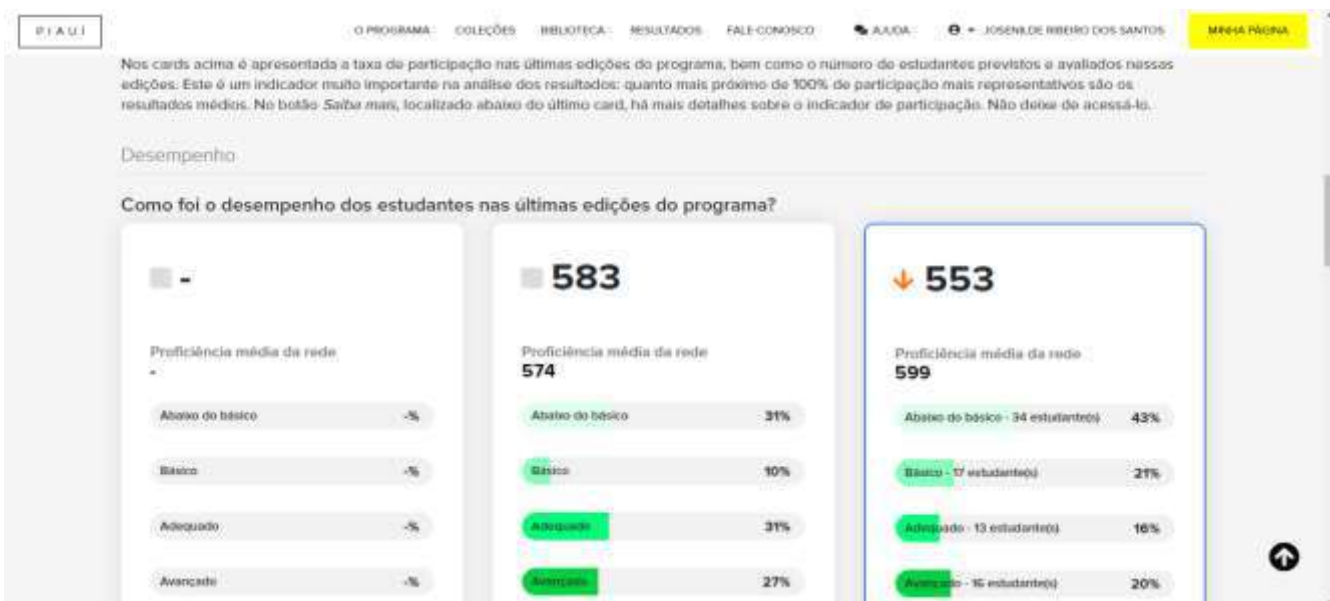 PIAUÍ
O PROGRAMA COLEÇÕES BIBLIOTECA RESULTADOS FALE CONOSCO AJUDA JOSENILDE RIBEIRO DOS SANTOS MINHA PÁGINA
Nos cards acima é apresentada a taxa de participação nas últimas edições do programa, bem como o número de estudantes previstos e avaliados nessas
edições. Este é um indicador muito importante na análise dos resultados: quanto mais próximo de 100% de participação mais representativos são os
resultados médios. No botão Saiba mais, localizado abaixo do último card, há mais detalhes sobre o indicador de participação. Não deixe de acessá-lo.
Desempenho
Como foi o desempenho dos estudantes nas últimas edições do programa?
-
Proficiência média da rede
-
Abaixo do básico -%
Básico -%
Adequado -%
Avançado -%
583
Proficiência média da rede
574
Abaixo do básico 31%
Básico 10%
Adequado 31%
Avançado 27%
553
Proficiência média da rede
599
Abaixo do básico - 34 estudante(s) 43%
Básico - 17 estudante(s) 21%
Adequado - 13 estudante(s) 16%
Avançado - 16 estudante(s) 20%